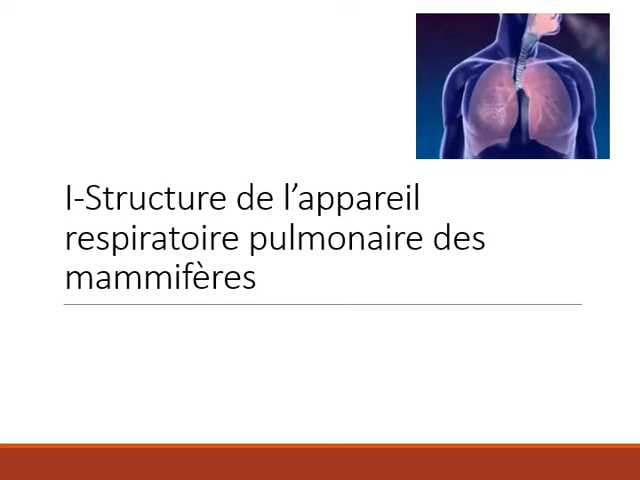 I-Structure de l’appareil
respiratoire pulmonaire des
mammifères